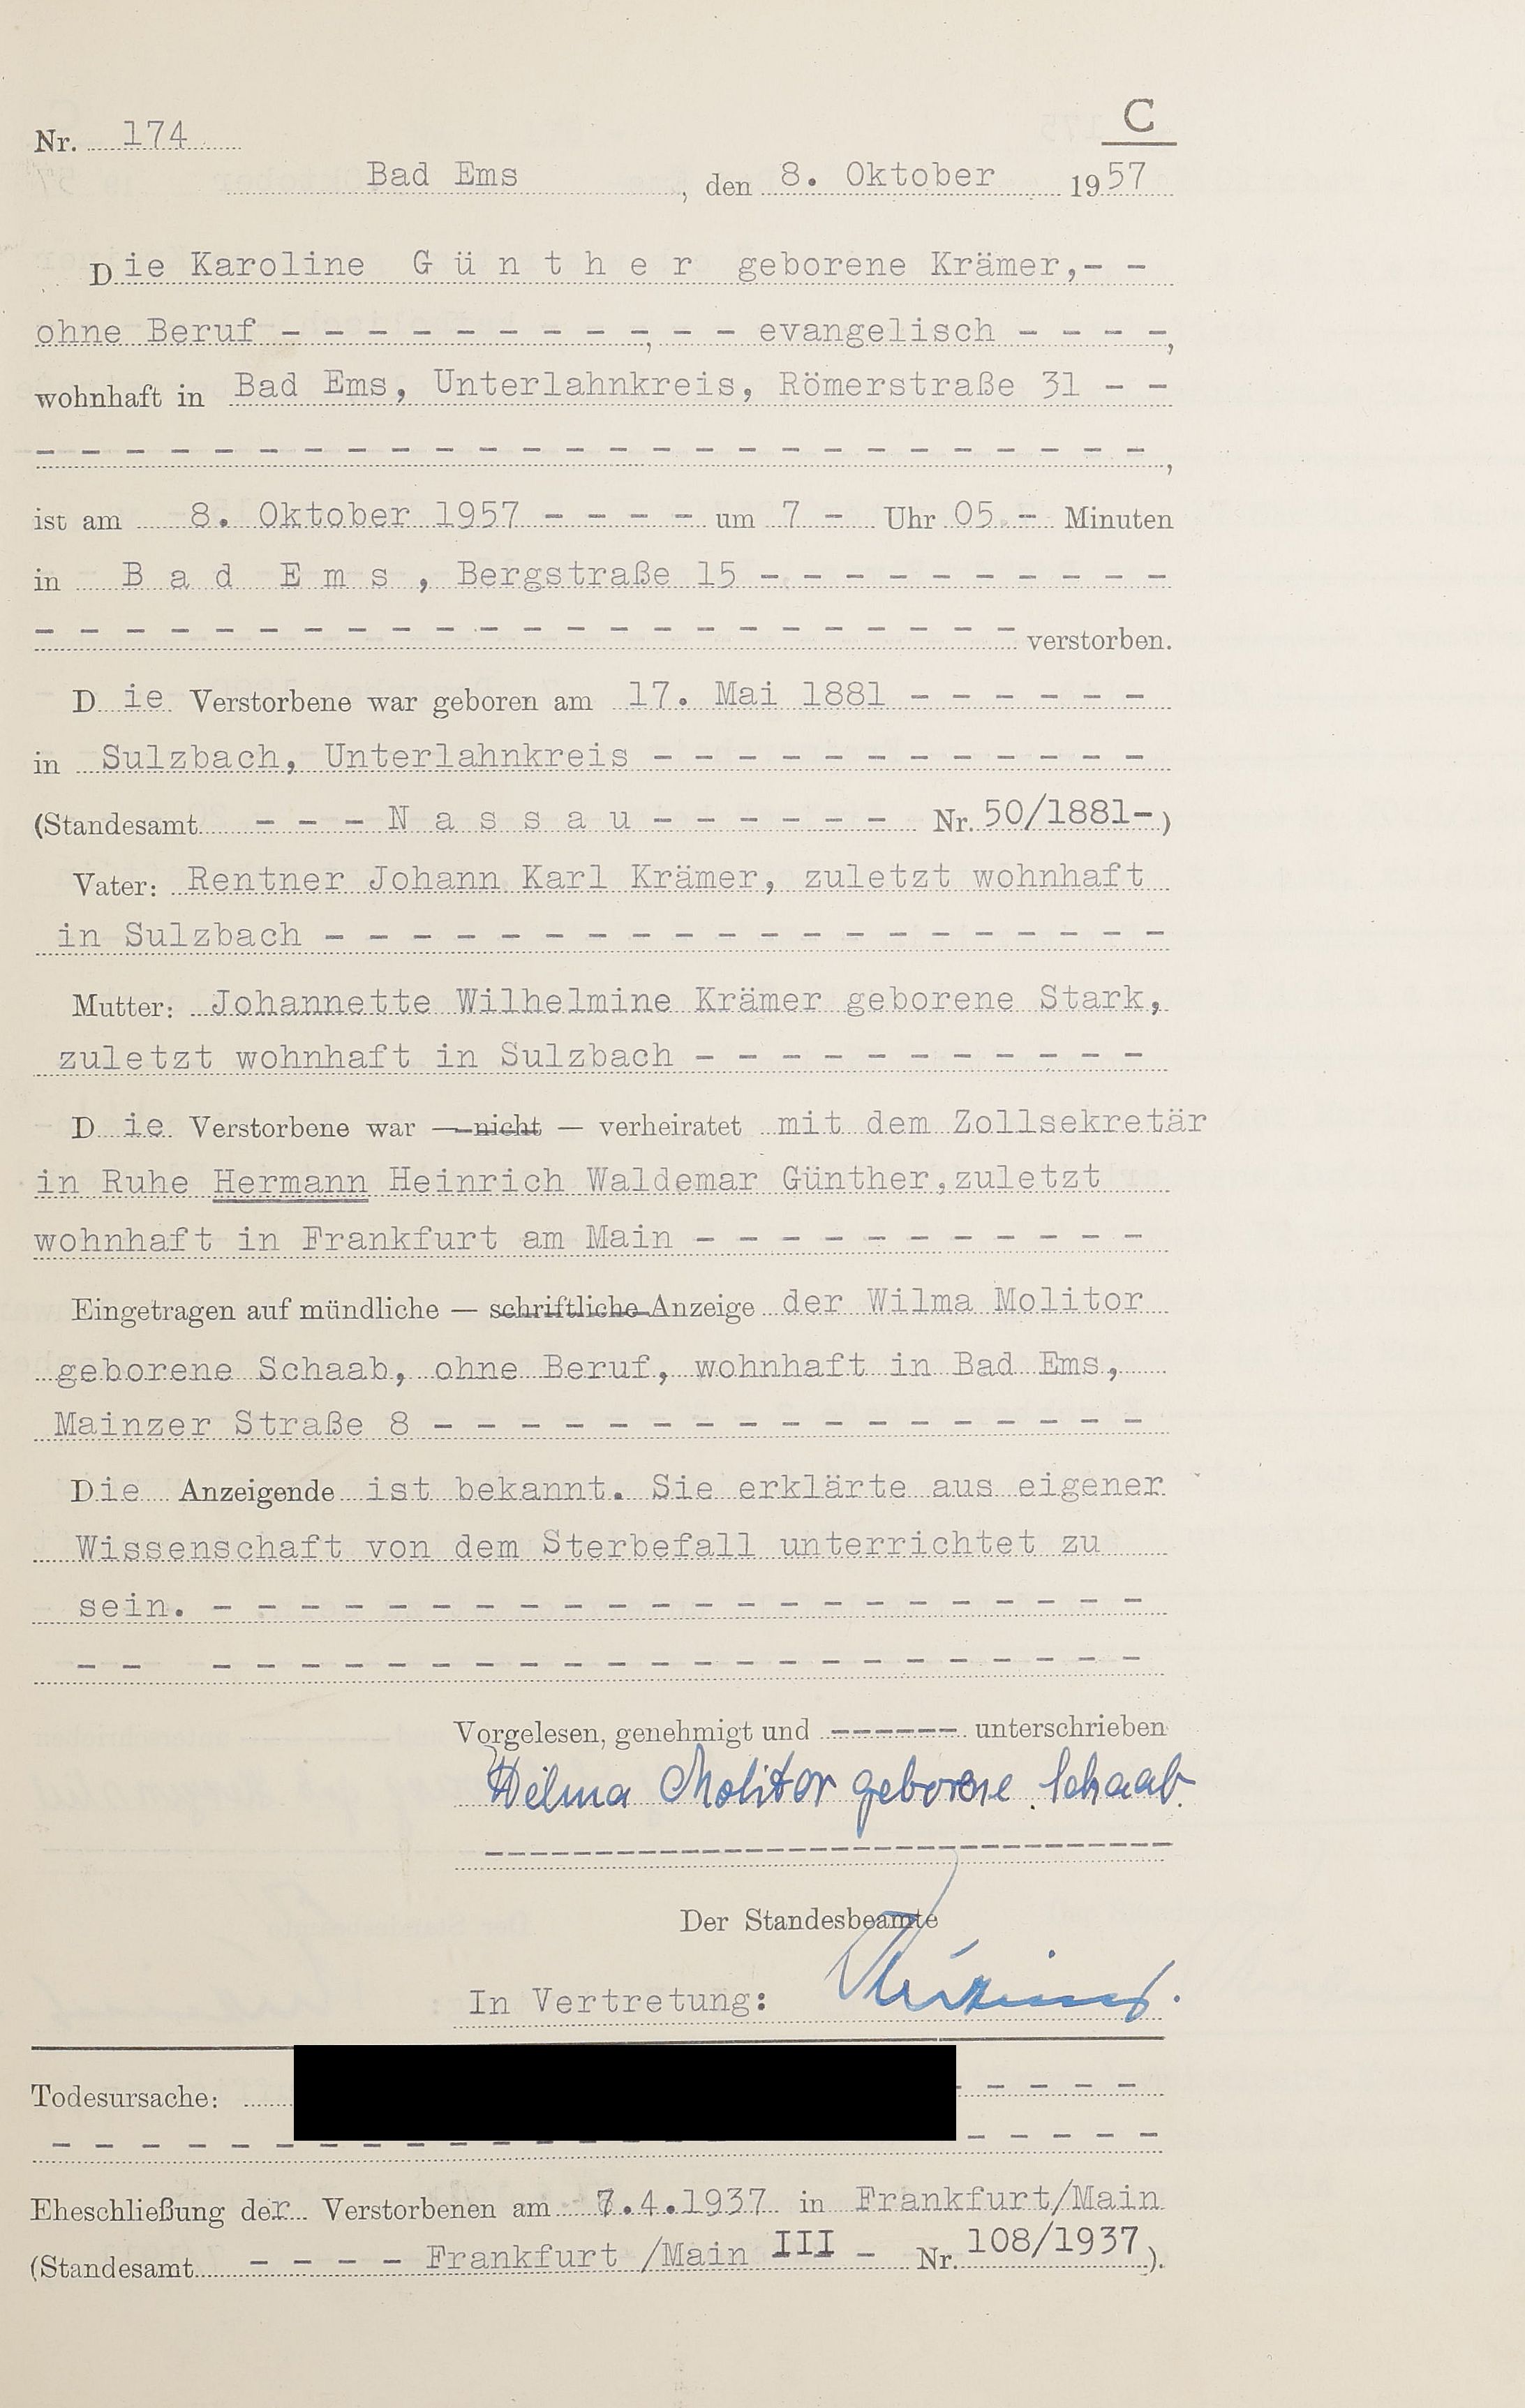 C
Nr. 174
Bad Ems, den 8. Oktober 1957
Die Karoline G ü n t h e r geborene Krämer,- -
ohne Beruf - - - - - - - - -, - - evangelisch - - - -,
wohnhaft in Bad Ems, Unterlahnkreis, Römerstraße 31 - -
- - - - - - - - - - - - - - - - - - - - - - - - - -,
ist am 8. Oktober 1957 - - - - um 7 - Uhr 05 - Minuten
in B a d E m s , Bergstraße 15 - - - - - - - - - -
- - - - - - - - - - - - - - - - - - - - - - - verstorben.
Die Verstorbene war geboren am 17. Mai 1881 - - - - - -
in Sulzbach, Unterlahnkreis - - - - - - - - - - - -
(Standesamt - - - N a s s a u - - - - - - Nr. 50/1881-)
Vater: Rentner Johann Karl Krämer, zuletzt wohnhaft
in Sulzbach - - - - - - - - - - - - - - - - - - - -
Mutter: Johannette Wilhelmine Krämer geborene Stark,
zuletzt wohnhaft in Sulzbach - - - - - - - - - - -
Die Verstorbene war — nicht — verheiratet mit dem Zollsekretär
in Ruhe Hermann Heinrich Waldemar Günther,zuletzt
wohnhaft in Frankfurt am Main - - - - - - - - - - -
Eingetragen auf mündliche — schriftliche Anzeige der Wilma Molitor
geborene Schaab, ohne Beruf, wohnhaft in Bad Ems,
Mainzer Straße 8 - - - - - - - - - - - - - - - - -
Die Anzeigende ist bekannt. Sie erklärte aus eigener
Wissenschaft von dem Sterbefall unterrichtet zu
sein. - - - - - - - - - - - - - - - - - - - - - -
- - - - - - - - - - - - - - - - - - - - - - - -
Vorgelesen, genehmigt und ------ unterschrieben
Wilma Molitor geborene Schaab.
--------------------------------
Der Standesbeamte
In Vertretung:
Todesursache: - - - - -
- - - - - - - - - - - - - - - - - - - - -
Eheschließung der Verstorbenen am 7.4.1937 in Frankfurt/Main
(Standesamt - - - - Frankfurt /Main III - Nr. 108/1937).